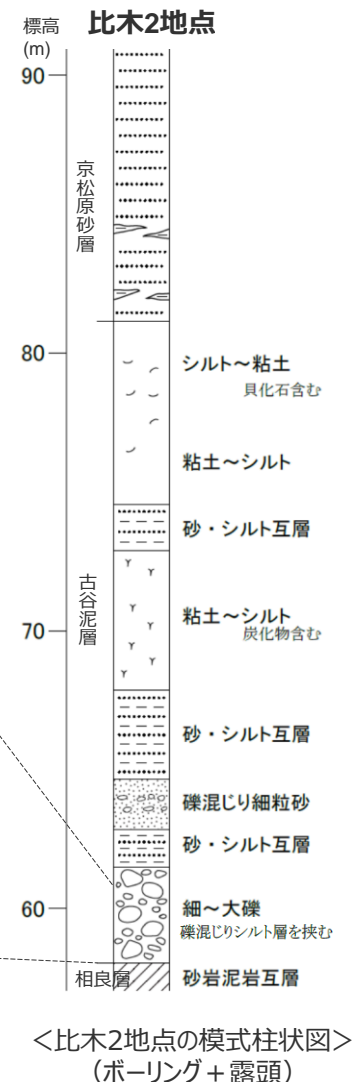 比木2地点
標高
(m)
90
京松原砂層
80
シルト～粘土
貝化石含む
粘土～シルト
砂・シルト互層
古谷泥層
粘土～シルト
炭化物含む
70
砂・シルト互層
礫混じり細粒砂
砂・シルト互層
60
細～大礫
礫混じりシルト層を挟む
相良層
砂岩泥岩互層
＜比木2地点の模式柱状図＞
（ボーリング＋露頭）